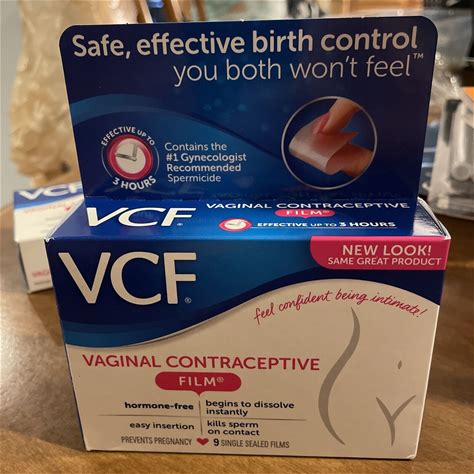 Safe, effective birth control
you both won't feel™
EFFECTIVE UP TO
3 HOURS
Contains the
#1 Gynecologist
Recommended
Spermicide
VCF
VAGINAL CONTRACEPTIVE
FILM®
EFFECTIVE UP TO 3 HOURS
NEW LOOK!
SAME GREAT PRODUCT
VCF®
feel confident being intimate!
VAGINAL CONTRACEPTIVE
FILM®
hormone-free
begins to dissolve
instantly
easy insertion
kills sperm
on contact
PREVENTS PREGNANCY ♥ 9 SINGLE SEALED FILMS
VCF